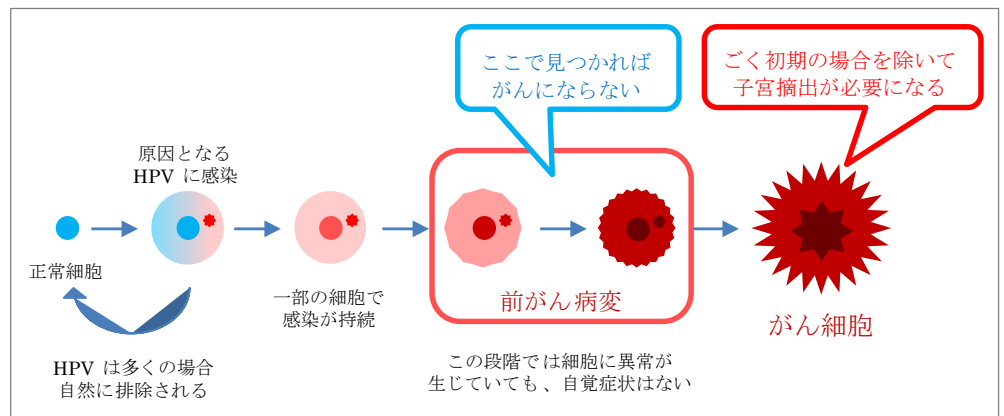 ここで見つかれば
がんにならない
ごく初期の場合を除いて
子宮摘出が必要になる
原因となる
HPV に感染
正常細胞
一部の細胞で
感染が持続
前がん病変
がん細胞
HPV は多くの場合
自然に排除される
この段階では細胞に異常が
生じていても、自覚症状はない